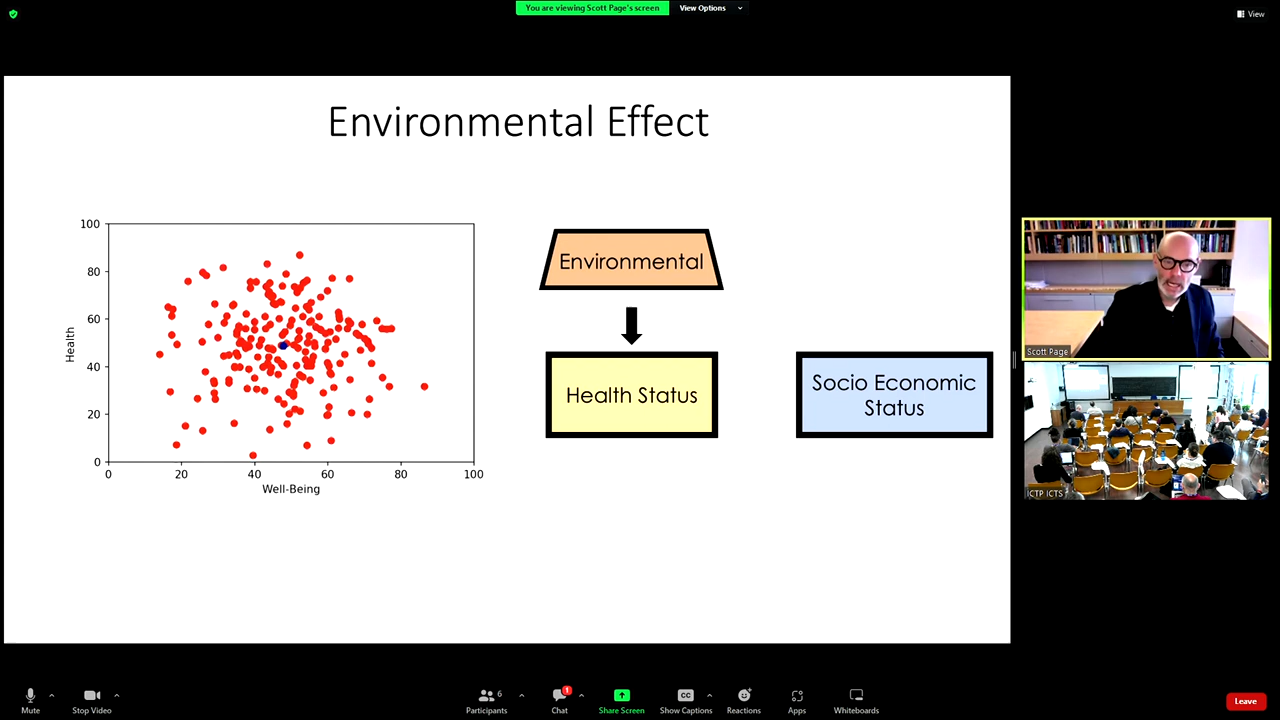 You are viewing Scott Page's screen
View Options
View
Environmental Effect
100
80
60
40
20
0
Health
0 20 40 60 80 100
Well-Being
Environmental
Health Status
Socio Economic
Status
Scott Page
ICTP ICTS
Mute
Stop Video
6
Participants
1
Chat
Share Screen
CC
Show Captions
Reactions
Apps
Whiteboards
Leave